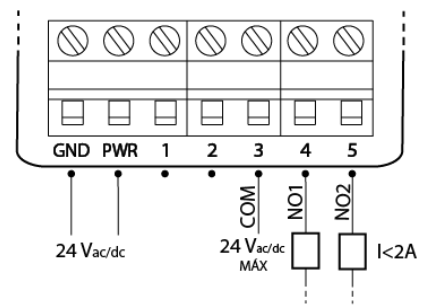 GND PWR 1 2 3 4 5
COM NO1 NO2
24 Vac/dc 24 Vac/dc I<2A
MÁX